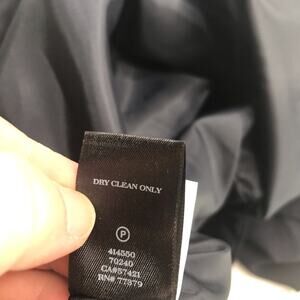 DRY CLEAN ONLY
P
414550
70240
CA#57421
RN# 77379